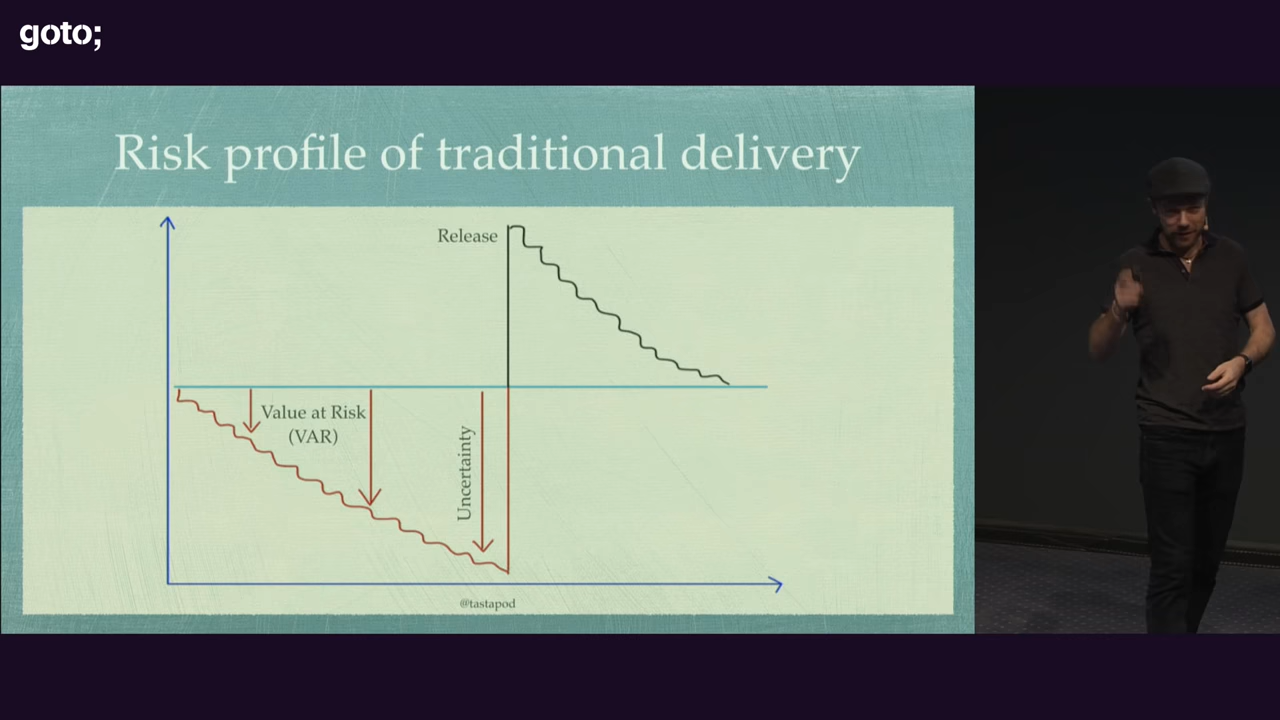 goto;
Risk profile of traditional delivery
Release
Value at Risk
(VAR)
Uncertainty
@tastapod